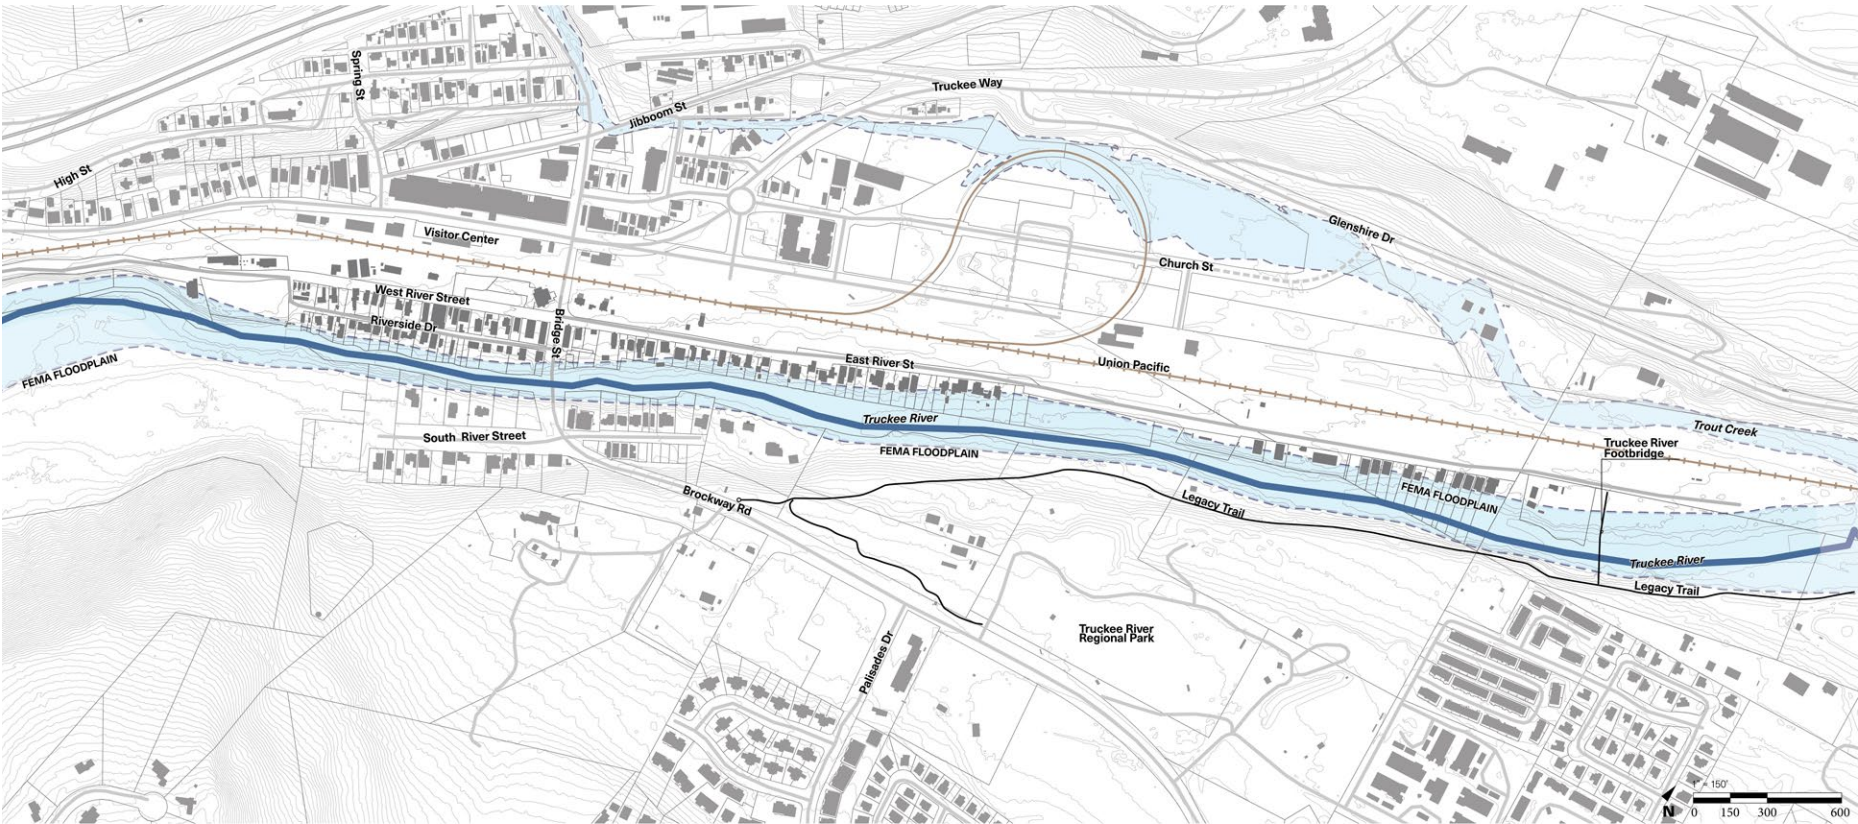 Spring St
Jibboom St
Truckee Way
High St
Visitor Center
Glenshire Dr
Church St
West River Street
Riverside Dr
Bridge St
East River St
Union Pacific
FEMA FLOODPLAIN
Truckee River
South River Street
FEMA FLOODPLAIN
Trout Creek
Truckee River
Footbridge
Brockway Rd
Legacy Trail
FEMA FLOODPLAIN
Truckee River
Legacy Trail
Truckee River
Regional Park
Palisades Dr
1" = 150'
N
0 150 300 600